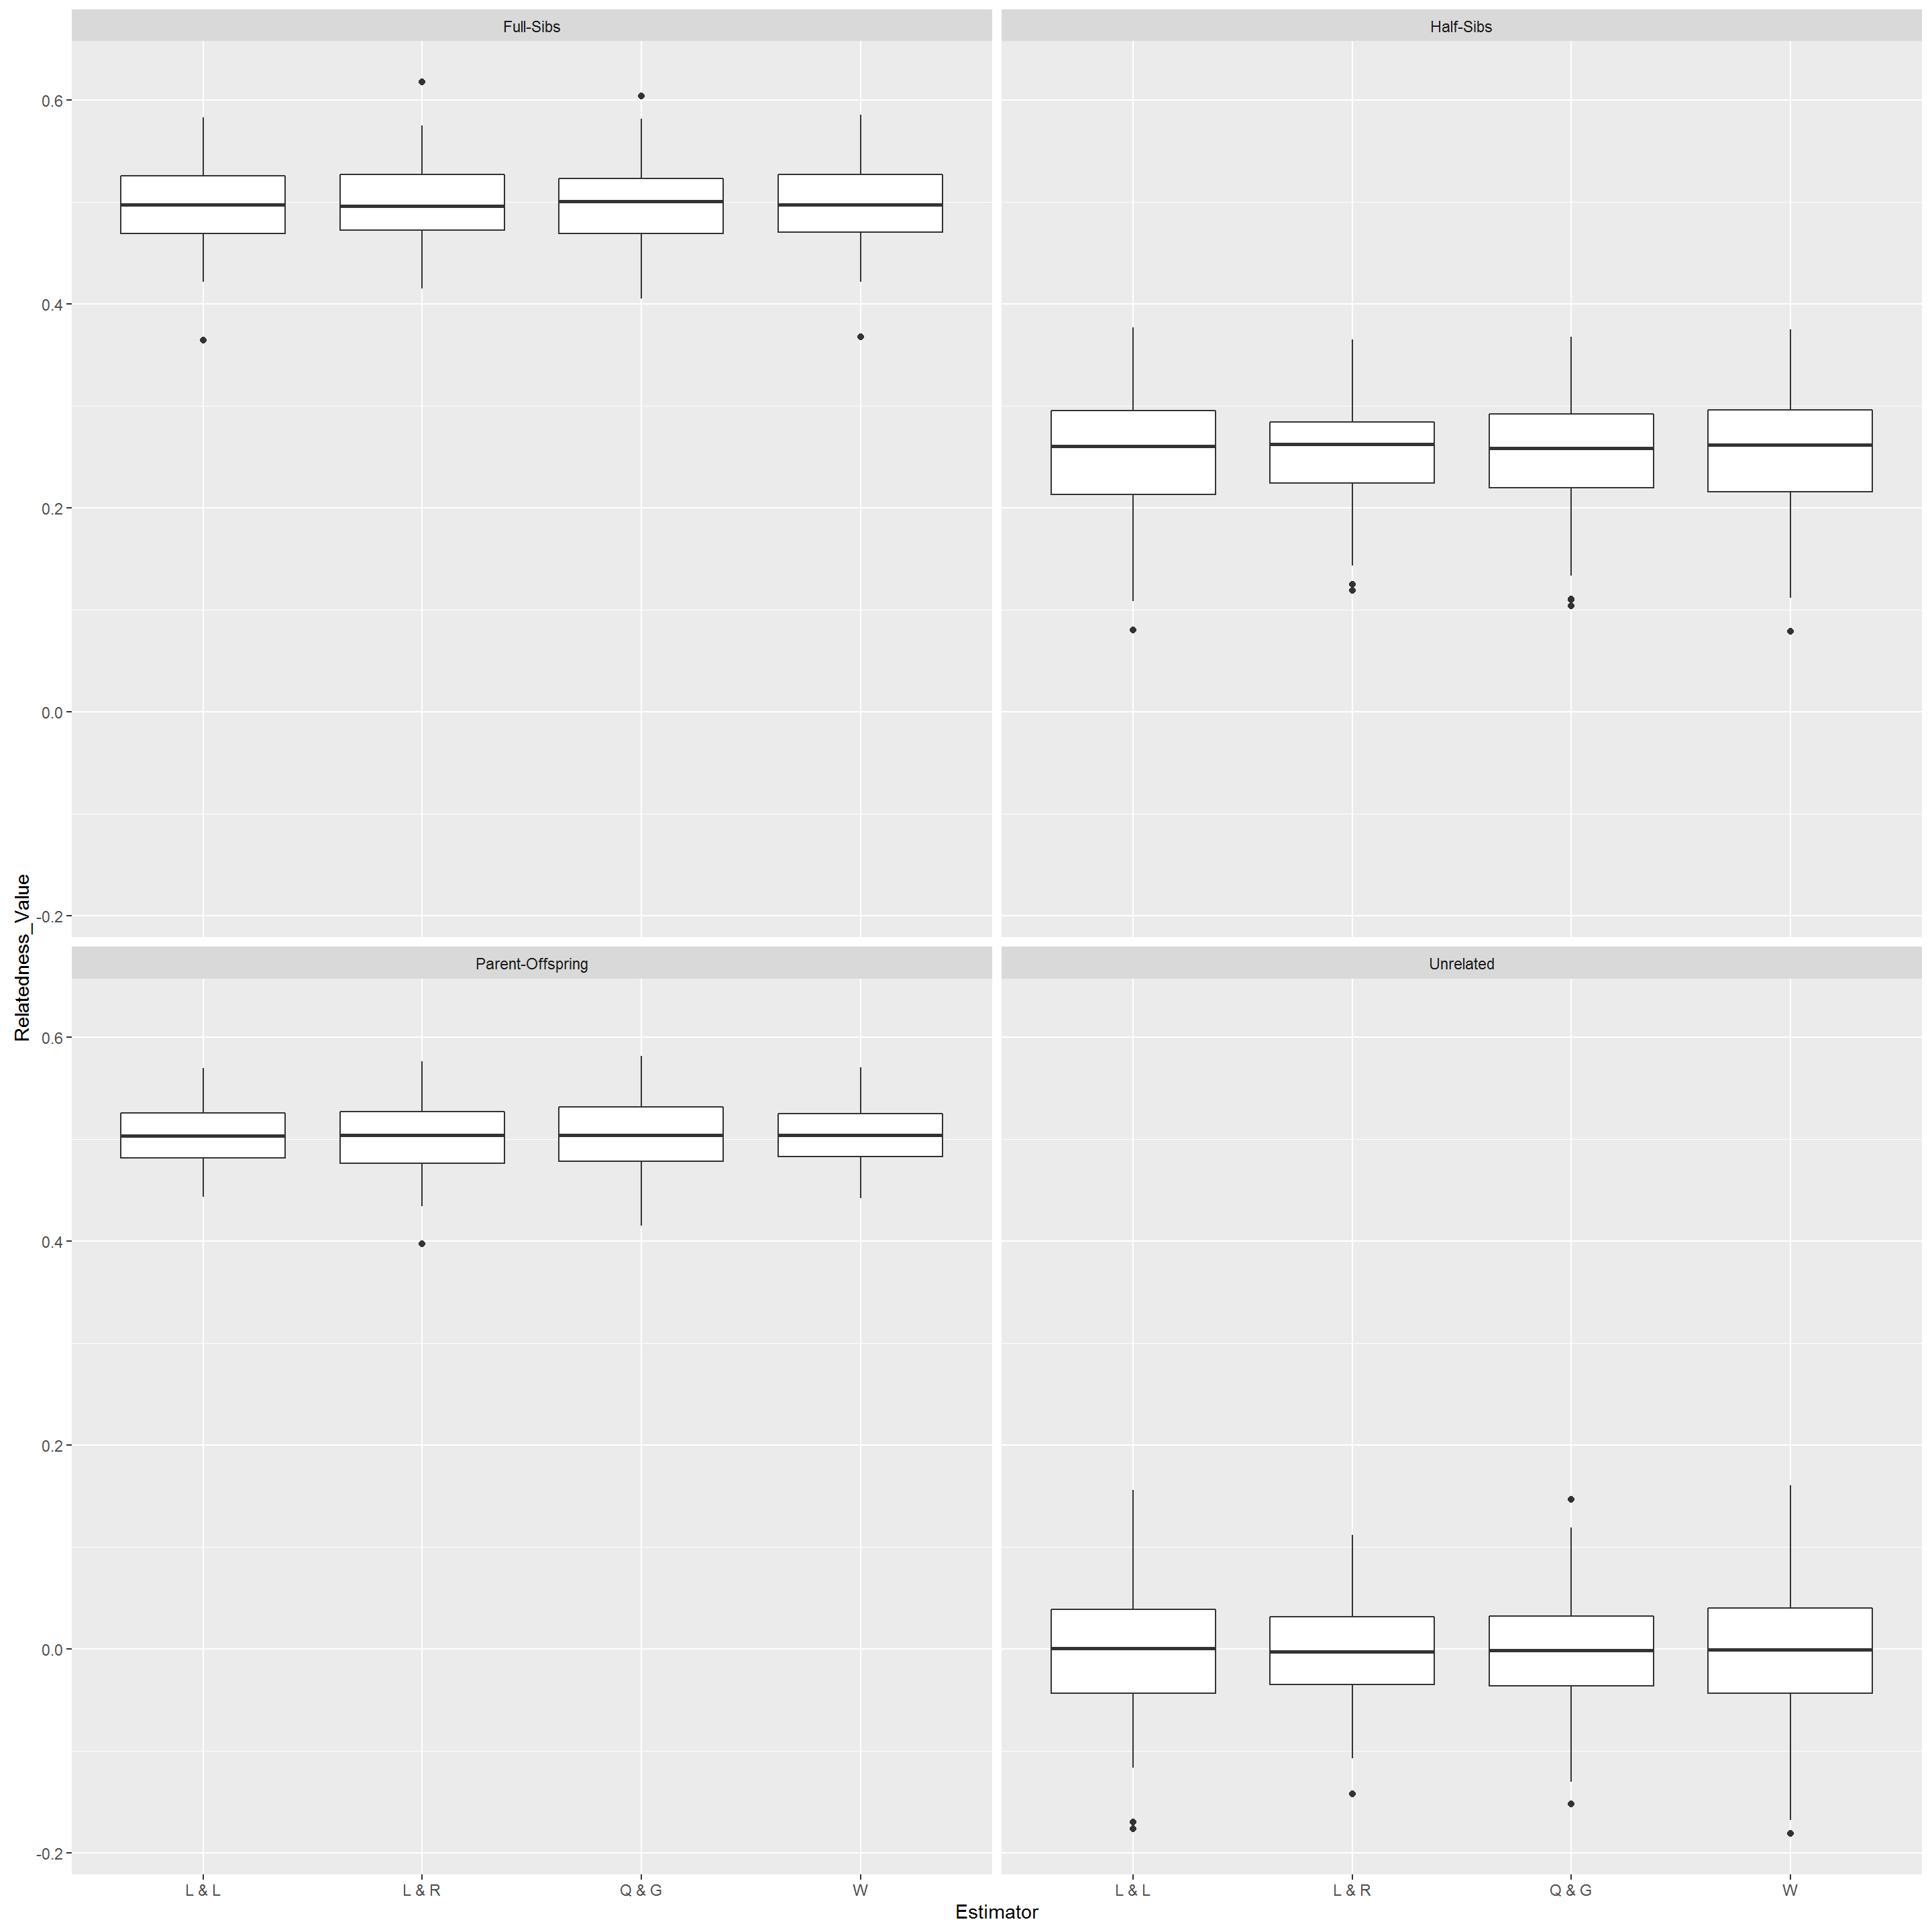 Full-Sibs
Half-Sibs
0.6
0.4
0.2
0.0
-0.2
Relatedness_Value
Parent-Offspring
Unrelated
0.6
0.4
0.2
0.0
-0.2
L & L
L & R
Q & G
W
L & L
L & R
Q & G
W
Estimator